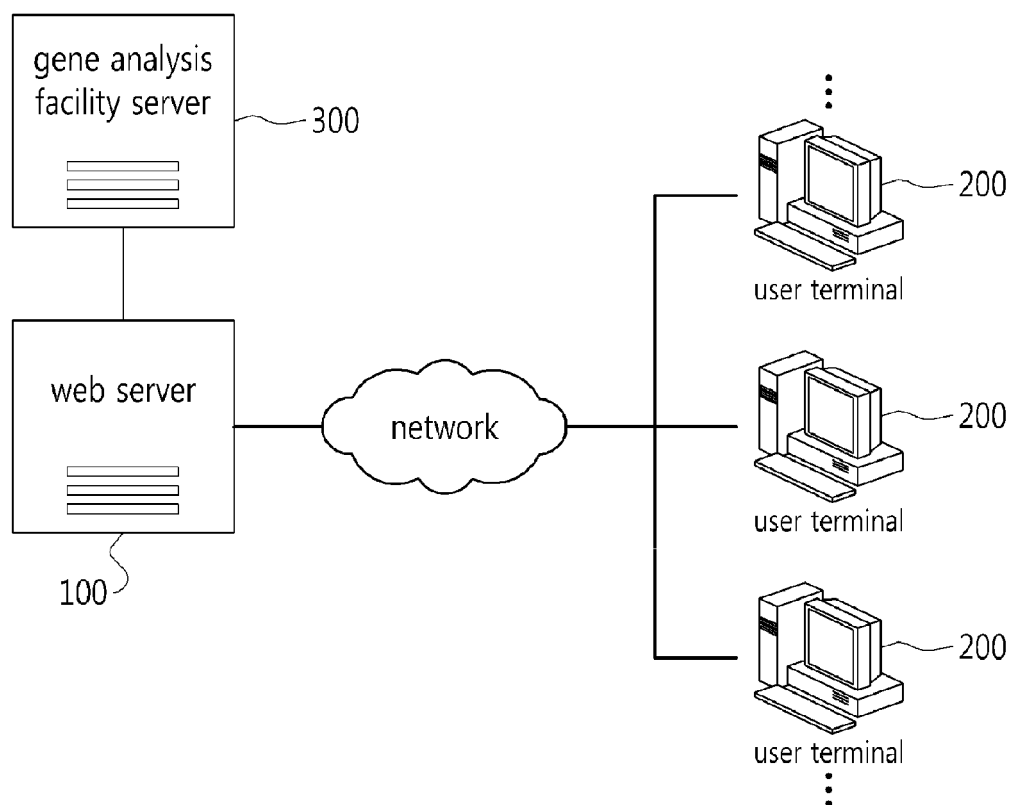 gene analysis
facility server
300
web server
100
network
200
user terminal
200
user terminal
200
user terminal